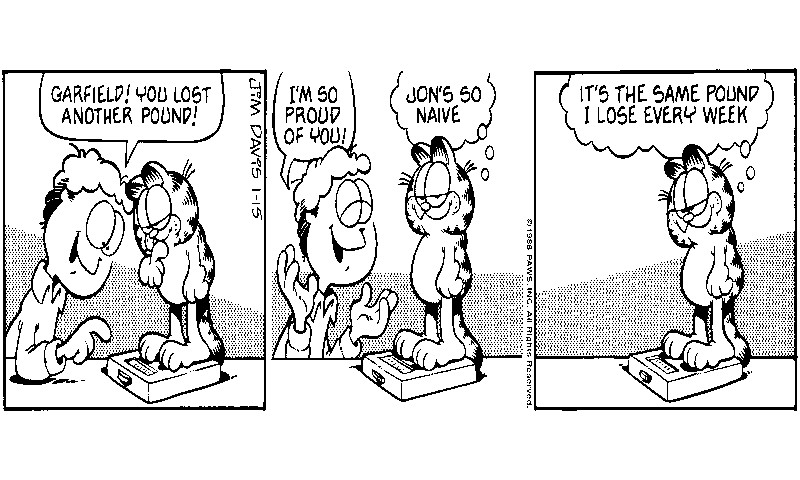 GARFIELD! YOU LOST
ANOTHER POUND!
JIM DAVIS 1-15
I'M SO
PROUD
OF YOU!
JON'S SO
NAIVE
© 1988 PAWS INC. All Rights Reserved.
IT'S THE SAME POUND
I LOSE EVERY WEEK